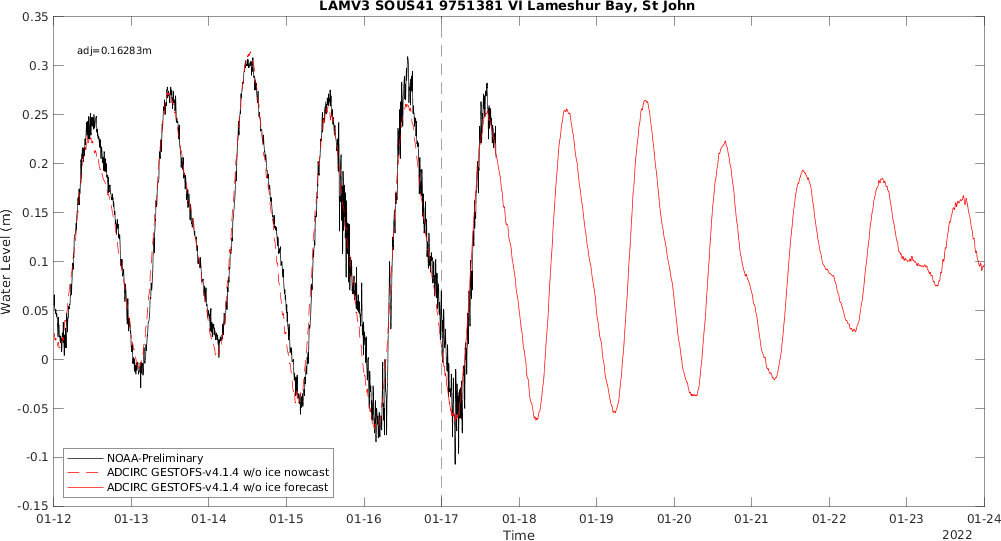 LAMV3 SOUS41 9751381 VI Lameshur Bay, St John
adj=0.16283m
0.35
0.3
0.25
0.2
0.15
0.1
0.05
0
-0.05
-0.1
-0.15
Water Level (m)
NOAA-Preliminary
ADCIRC GESTOFS-v4.1.4 w/o ice nowcast
ADCIRC GESTOFS-v4.1.4 w/o ice forecast
01-12 01-13 01-14 01-15 01-16 01-17 01-18 01-19 01-20 01-21 01-22 01-23 01-24
Time
2022